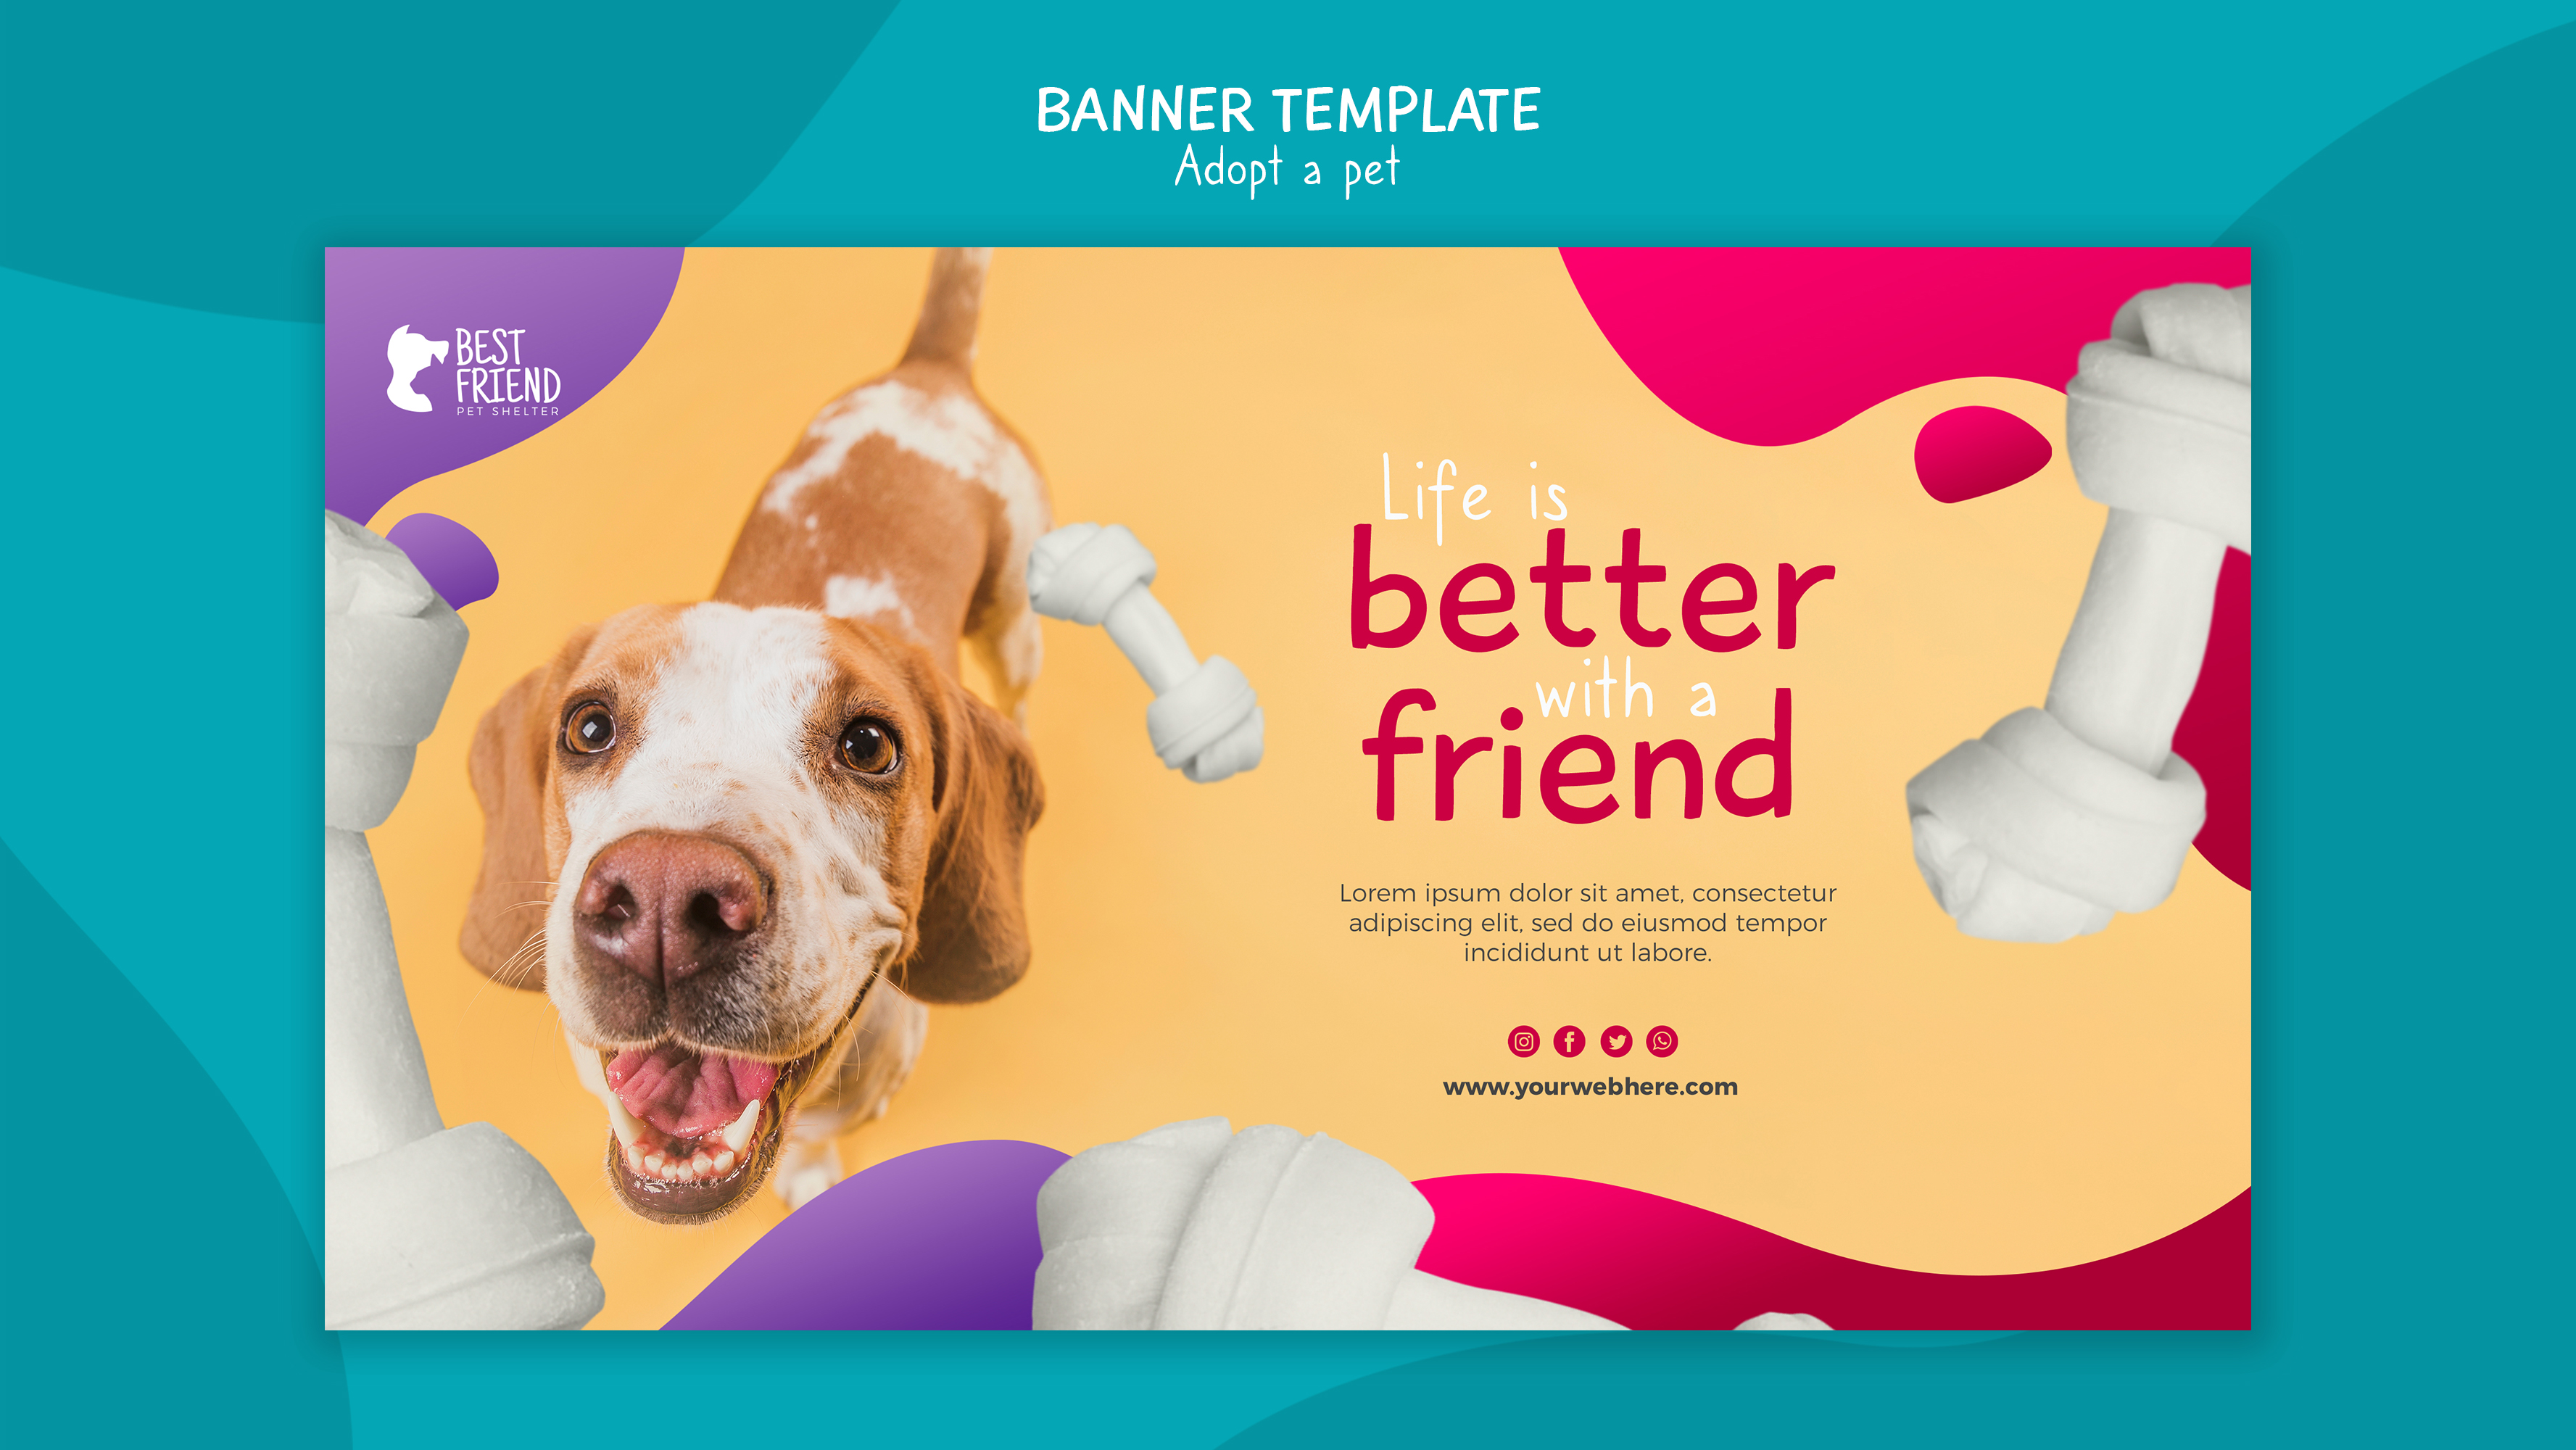 BANNER TEMPLATE
Adopt a pet
BEST
FRIEND
PET SHELTER
Life is
better
with a
friend
Lorem ipsum dolor sit amet, consectetur
adipiscing elit, sed do eiusmod tempor
incididunt ut labore.
www.yourwebhere.com